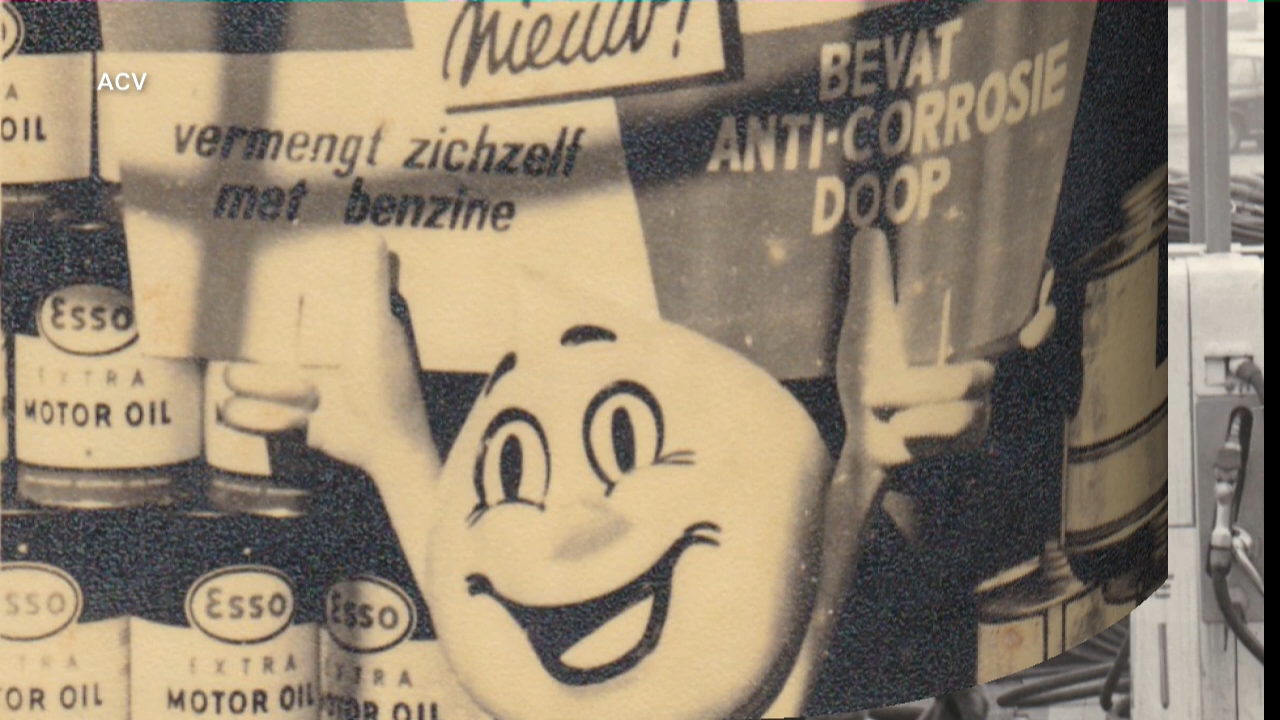 Nieuw!
BEVAT
ANTI-CORROSIE
DOOP
ACV
vermengt zichzelf
met benzine
OIL
Esso
EXTRA
MOTOR OIL
Esso
EXTRA
MOTOR OIL
Esso
TRA
OIL